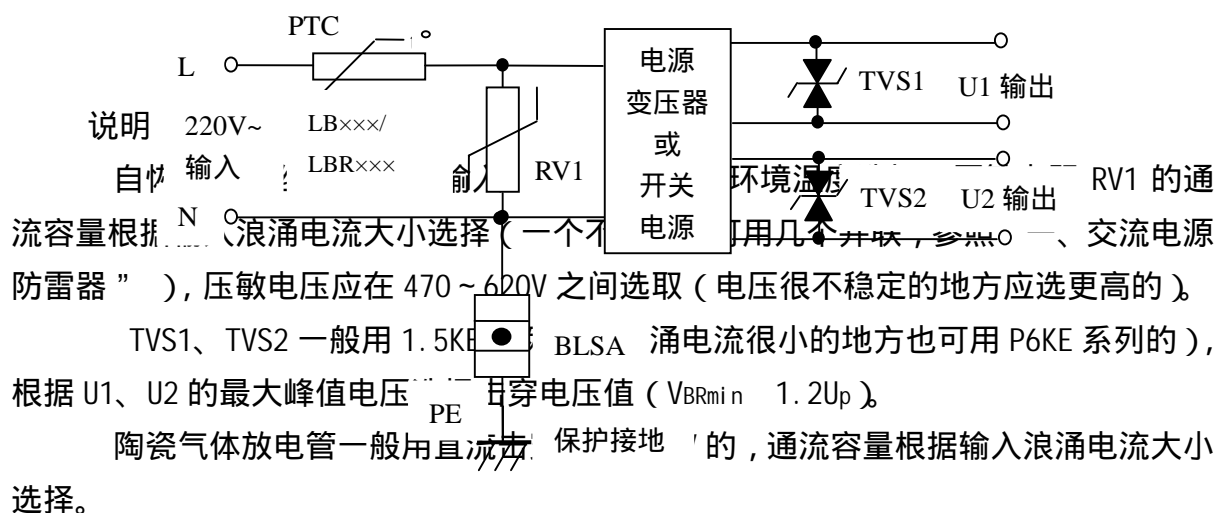 PTC
L
电源
变压器
或
开关
电源
TVS1
U1 输出
说明
220V~
输入
LB×××/
LBR×××
RV1
自
输
环境温
TVS2
U2 输出
RV1 的通
N
流容量根据 浪涌电流大小选择(一个不 可用几个并联,参照 一、交流电源
防雷器”),压敏电压应在 470~620V 之间选取(电压很不稳定的地方应选更高的)。
TVS1、TVS2 一般用 1.5KE BLSA 涌电流很小的地方也可用 P6KE 系列的),
根据 U1、U2 的最大峰值电压 击穿电压值(VBRmin 1.2Up)。
PE
陶瓷气体放电管一般用直流击 保护接地 的,通流容量根据输入浪涌电流大小
选择。